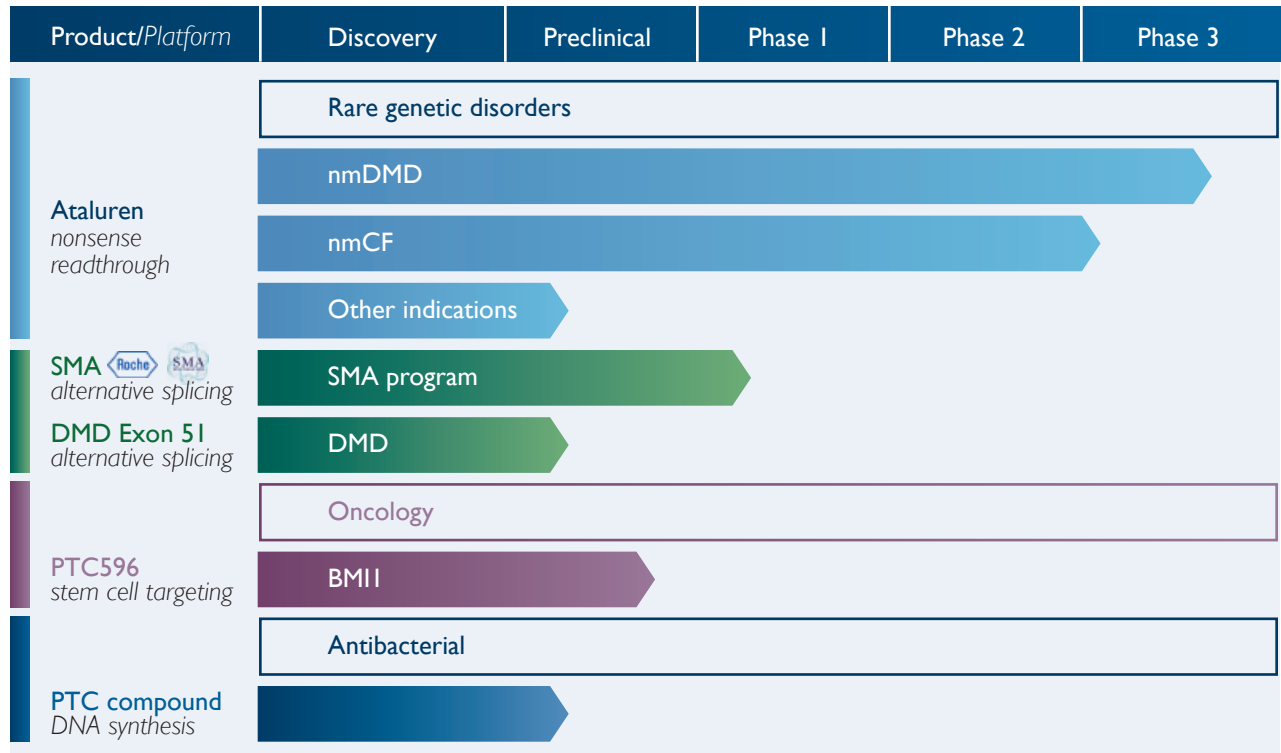 Product/Platform Discovery Preclinical Phase 1 Phase 2 Phase 3
Rare genetic disorders
nmDMD
Ataluren
nonsense
readthrough
nmCF
Other indications
SMA Roche SMA
alternative splicing
SMA program
DMD Exon 51
alternative splicing
DMD
Oncology
PTC596
stem cell targeting
BMI1
Antibacterial
PTC compound
DNA synthesis